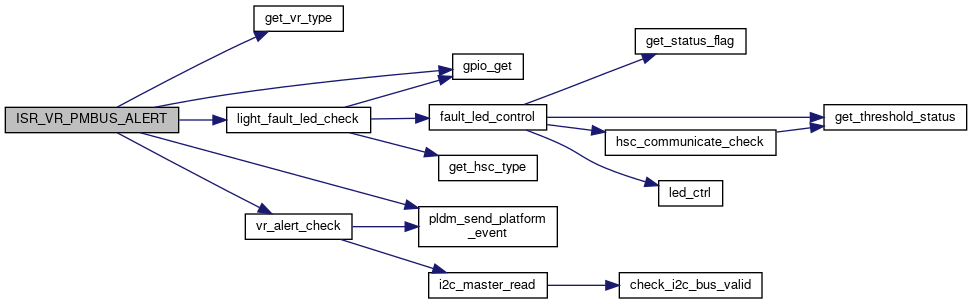 get_vr_type
get_status_flag
gpio_get
ISR_VR_PMBUS_ALERT
light_fault_led_check
fault_led_control
get_threshold_status
hsc_communicate_check
get_hsc_type
led_ctrl
pldm_send_platform
_event
vr_alert_check
i2c_master_read
check_i2c_bus_valid